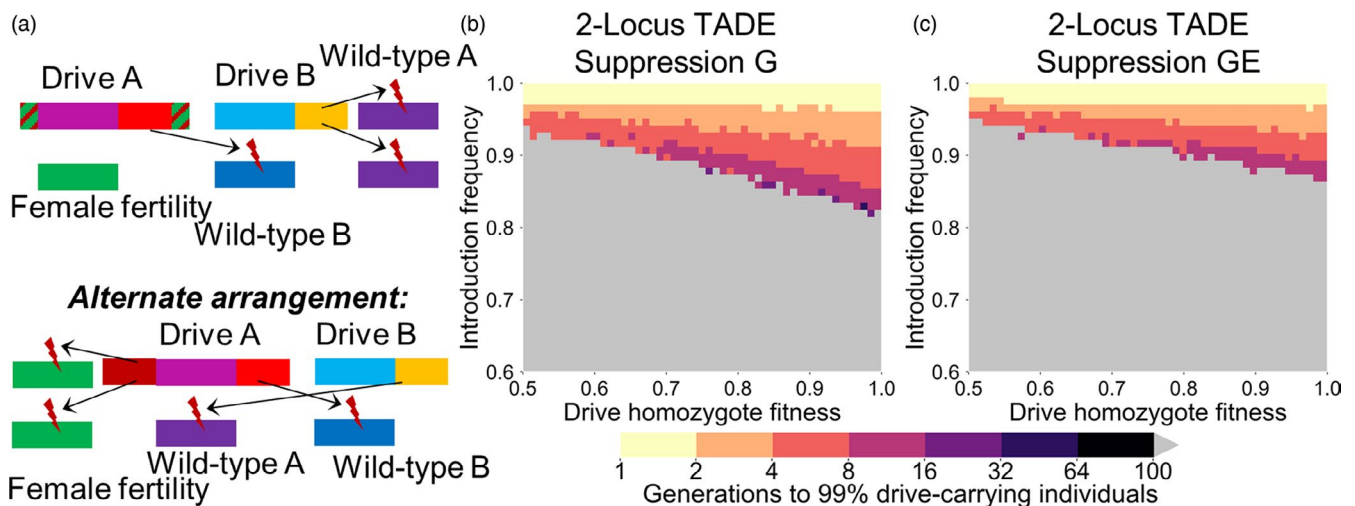 (a)
Drive A
Drive B
Wild-type A
Female fertility
Wild-type B
Alternate arrangement:
Drive A
Drive B
Wild-type A
Wild-type B
Female fertility
(b)
2-Locus TADE
Suppression G
Introduction frequency
1.0
0.9
0.8
0.7
0.6
0.5 0.6 0.7 0.8 0.9 1.0
Drive homozygote fitness
(c)
2-Locus TADE
Suppression GE
Introduction frequency
1.0
0.9
0.8
0.7
0.6
0.5 0.6 0.7 0.8 0.9 1.0
Drive homozygote fitness
1 2 4 8 16 32 64 100
Generations to 99% drive-carrying individuals